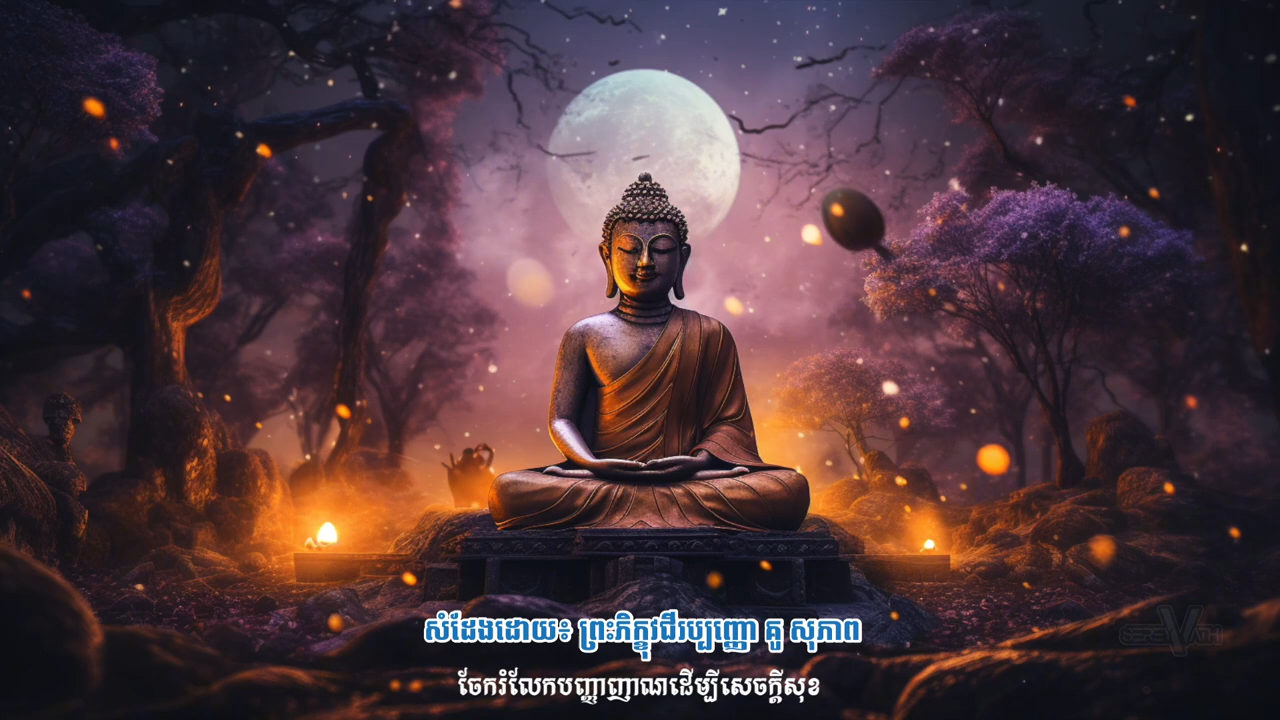 សំដែងដោយ៖ ព្រះភិក្ខុវជីរប្បញ្ញោ គូ សុភាព
SEREYVATH
ចែករំលែកបញ្ញាញាណដើម្បីសេចក្ដីសុខ